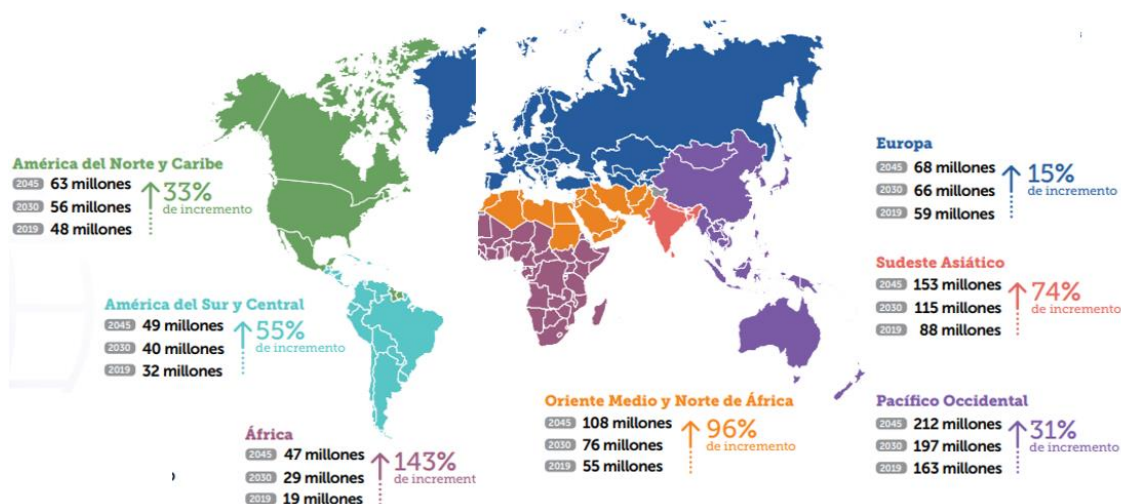 América del Norte y Caribe
2045 63 millones
2030 56 millones
2019 48 millones
33%
de incremento
América del Sur y Central
2045 49 millones
2030 40 millones
2019 32 millones
55%
de incremento
África
2045 47 millones
2030 29 millones
2019 19 millones
143%
de increment
Oriente Medio y Norte de África
2045 108 millones
2030 76 millones
2019 55 millones
96%
de incremento
Europa
2045 68 millones
2030 66 millones
2019 59 millones
15%
de incremento
Sudeste Asiático
2045 153 millones
2030 115 millones
2019 88 millones
74%
de incremento
Pacífico Occidental
2045 212 millones
2030 197 millones
2019 163 millones
31%
de incremento